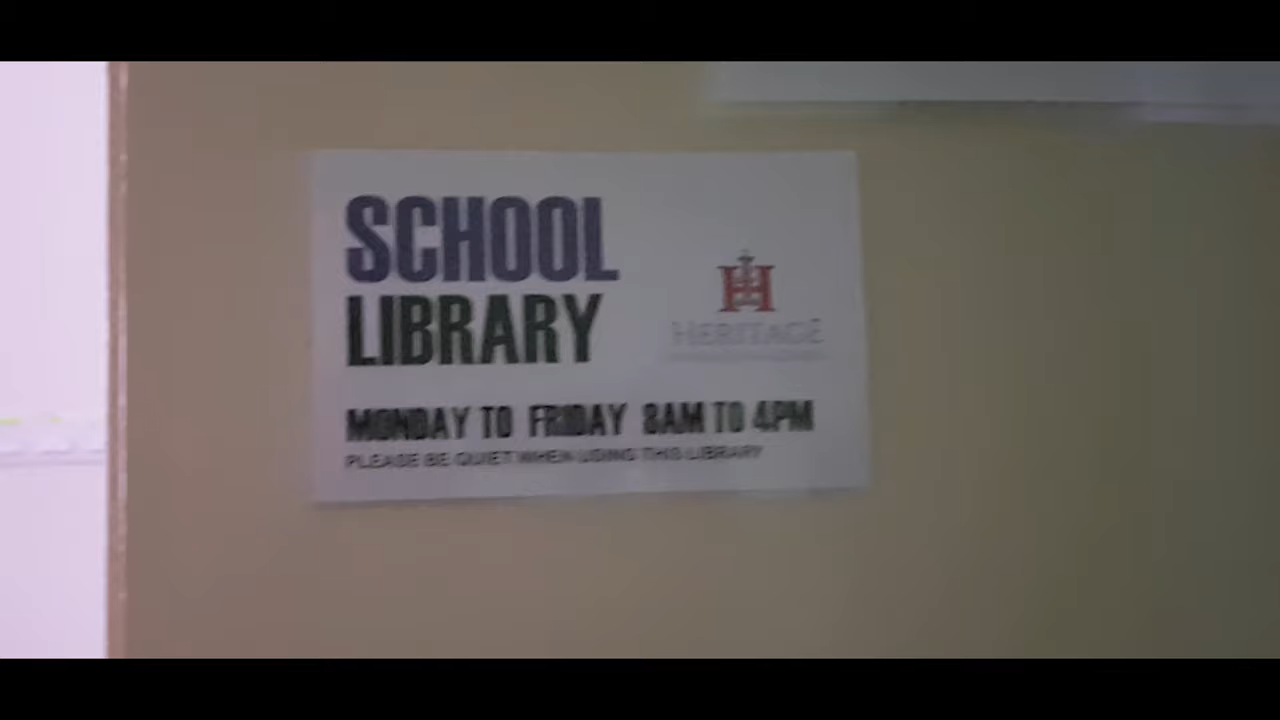 SCHOOL
LIBRARY
HERITAGE
MONDAY TO FRIDAY 8AM TO 4PM
PLEASE BE QUIET WHEN USING THIS LIBRARY